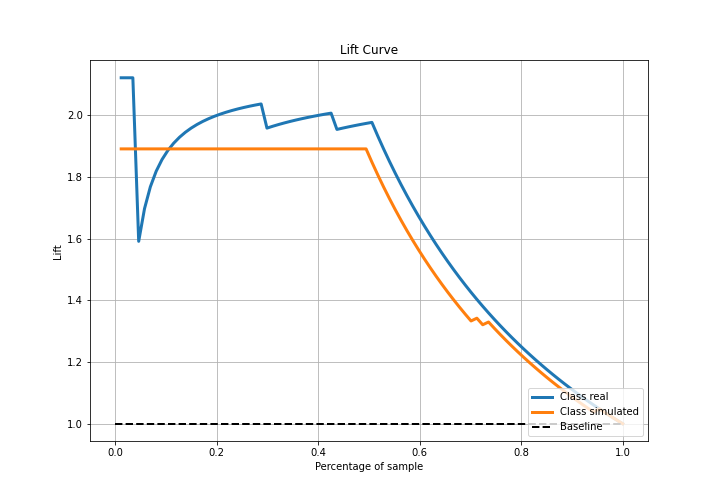 Lift Curve
Lift
2.0
1.8
1.6
1.4
1.2
1.0
0.0 0.2 0.4 0.6 0.8 1.0
Percentage of sample
Class real
Class simulated
Baseline